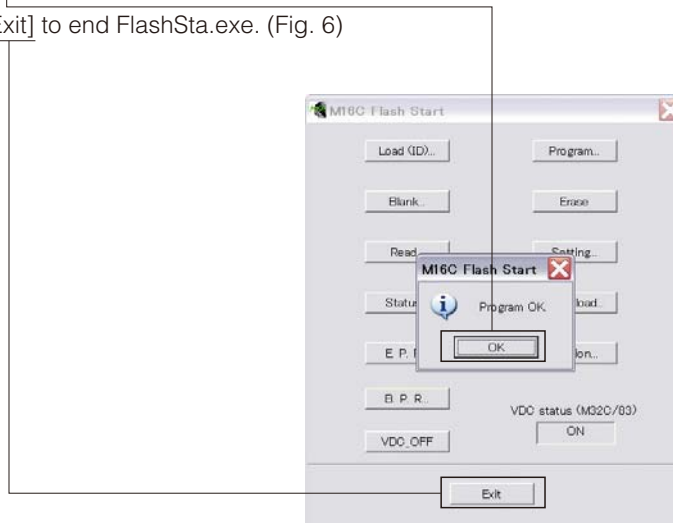 Exit] to end FlashSta.exe. (Fig. 6)
M16C Flash Start
Load (ID)... Program...
Blank... Erase
Read... Setting...
M16C Flash Start
Program OK.
OK
E. P. R
B. P. R...
VDC status (M32C/83)
ON
VDC_OFF
Exit